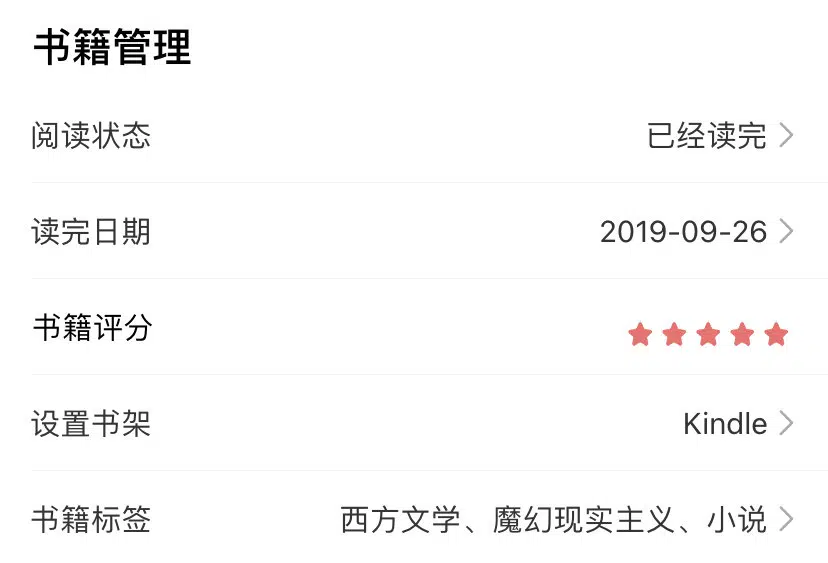 书籍管理
阅读状态 已经读完
读完日期 2019-09-26
书籍评分
设置书架 Kindle
书籍标签 西方文学、魔幻现实主义、小说